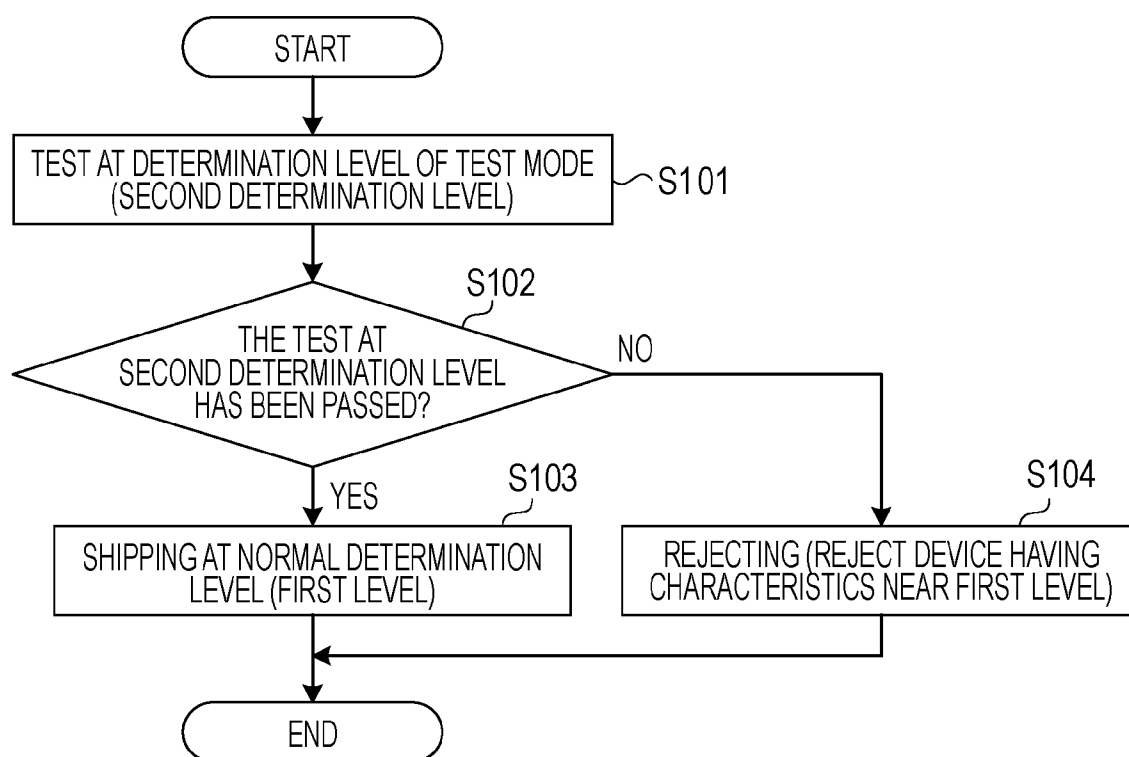 START
TEST AT DETERMINATION LEVEL OF TEST MODE
(SECOND DETERMINATION LEVEL)
S101
S102
THE TEST AT
SECOND DETERMINATION LEVEL
HAS BEEN PASSED?
NO
YES
S103
SHIPPING AT NORMAL DETERMINATION
LEVEL (FIRST LEVEL)
S104
REJECTING (REJECT DEVICE HAVING
CHARACTERISTICS NEAR FIRST LEVEL)
END